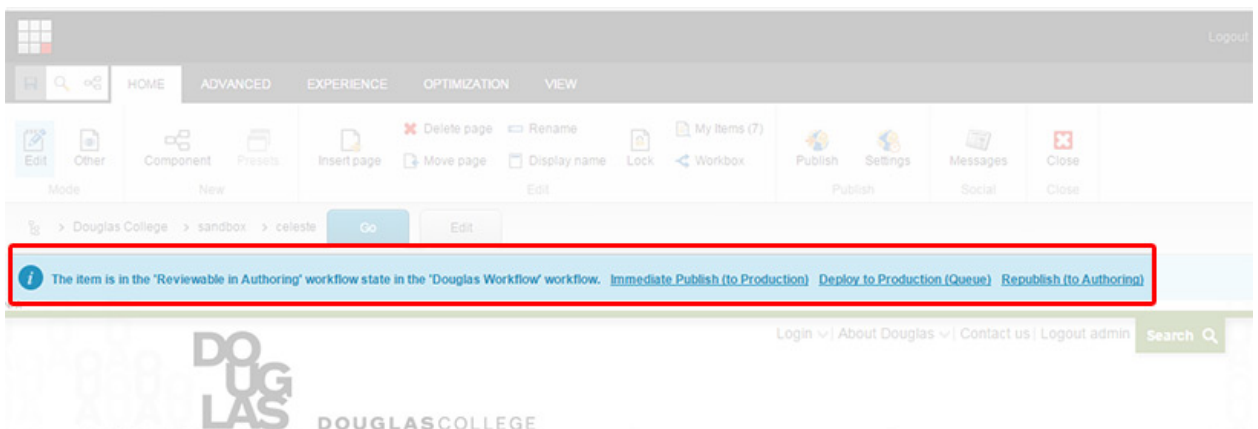 Logout
HOME ADVANCED EXPERIENCE OPTIMIZATION VIEW
Delete page Rename My Items (7)
Edit Other Component Presets Insert page Move page Display name Lock Workbox Publish Settings Messages Close
Mode New Edit Publish Social Close
> Douglas College > sandbox > celeste Go Edit
i The item is in the 'Reviewable in Authoring' workflow state in the 'Douglas Workflow' workflow. Immediate Publish (to Production) Deploy to Production (Queue) Republish (to Authoring)
Login | About Douglas | Contact us | Logout admin Search
DO
UG
LAS
DOUGLASCOLLEGE